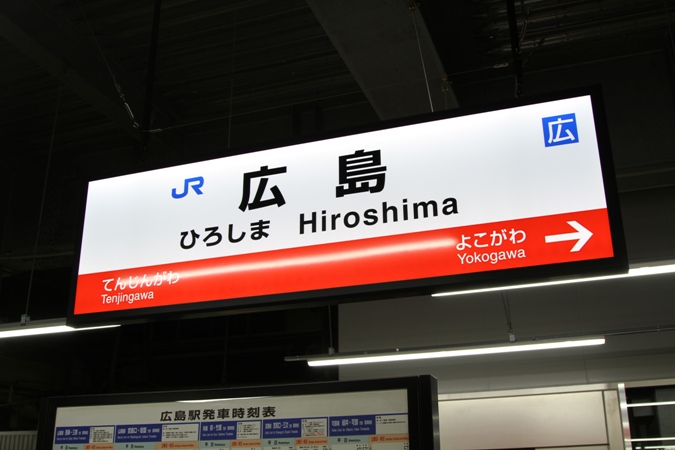 広
JR 広島
ひろしま Hiroshima
てんじんがわ
Tenjingawa
よこがわ
Yokogawa
広島駅発車時刻表